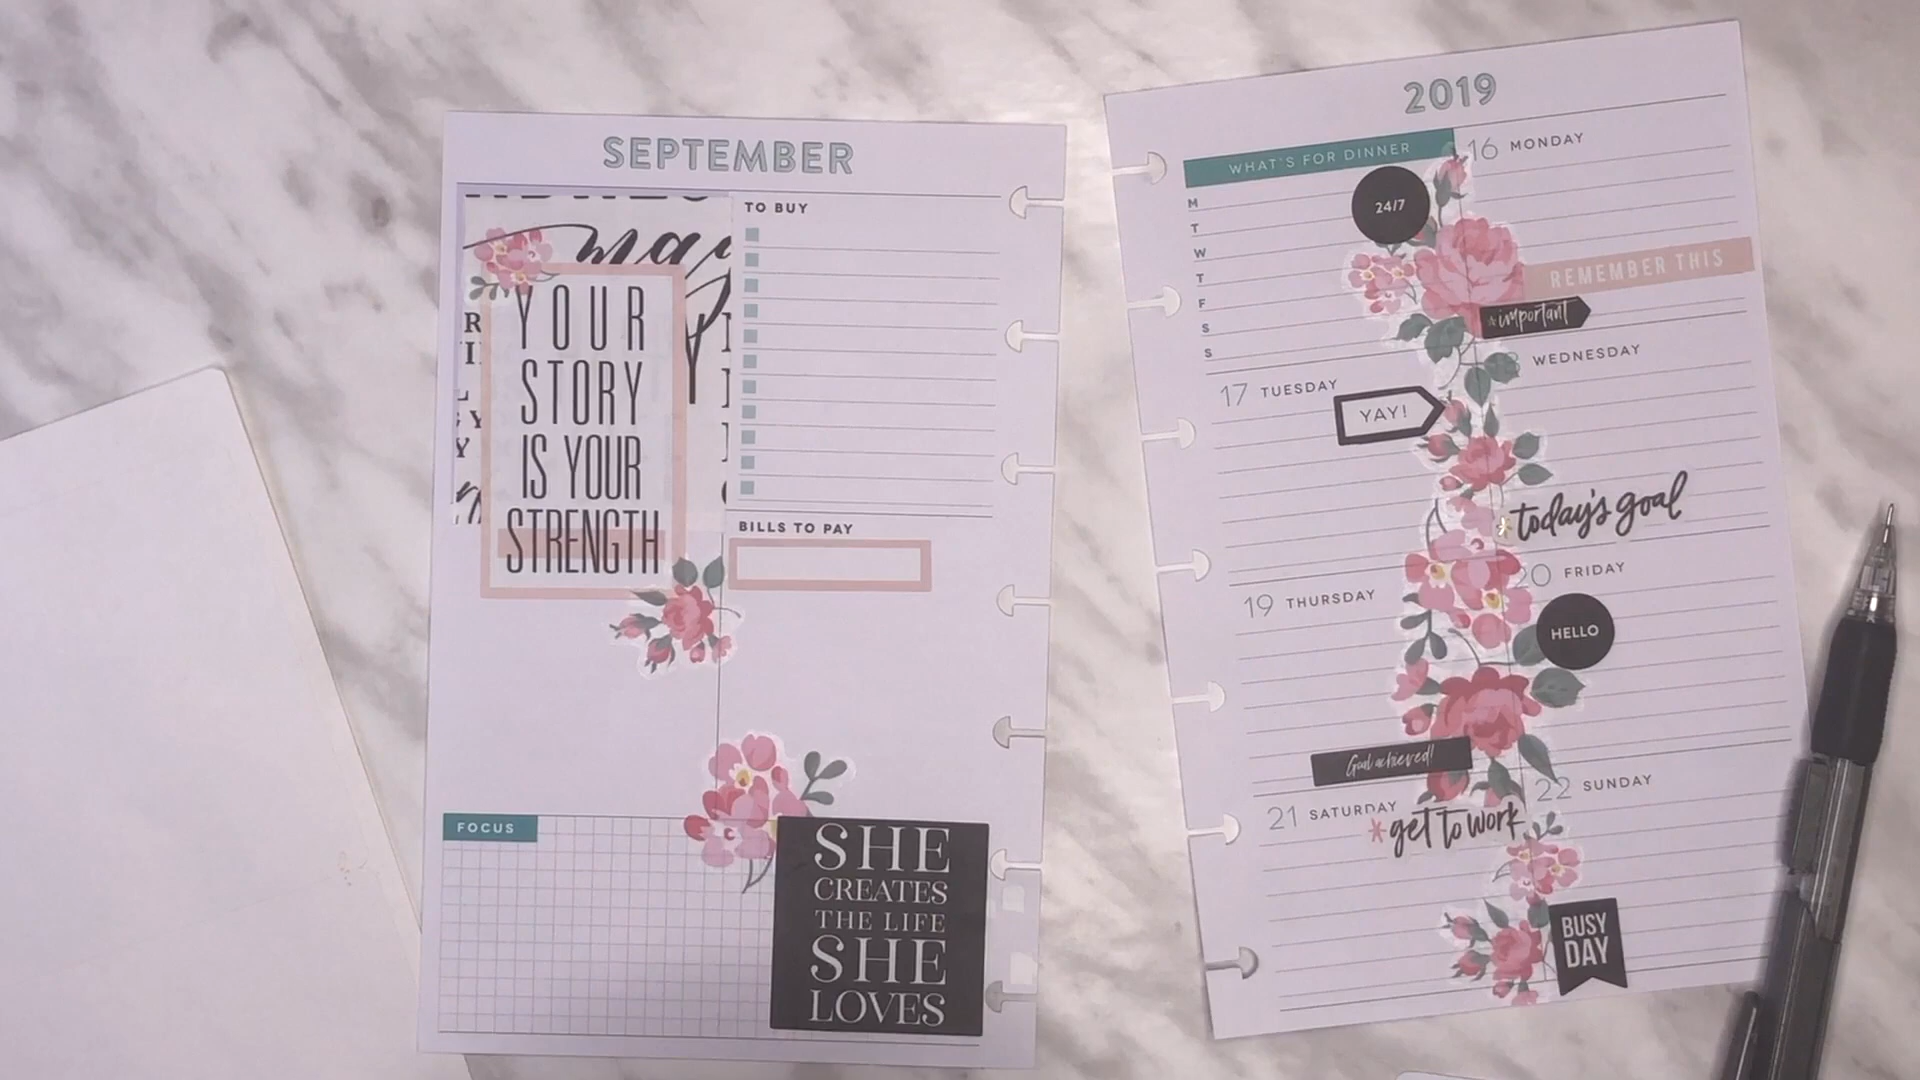 SEPTEMBER
may
YOUR
STORY
IS YOUR
STRENGTH
TO BUY
BILLS TO PAY
FOCUS
SHE
CREATES
THE LIFE
SHE
LOVES
2019
WHAT'S FOR DINNER
M
T
W
T
F
S
S
24/7
16 MONDAY
REMEMBER THIS
*important
17 TUESDAY
YAY!
WEDNESDAY
*today's goal
19 THURSDAY
20 FRIDAY
HELLO
Goal achieved!
21 SATURDAY
*get to work
22 SUNDAY
BUSY
DAY